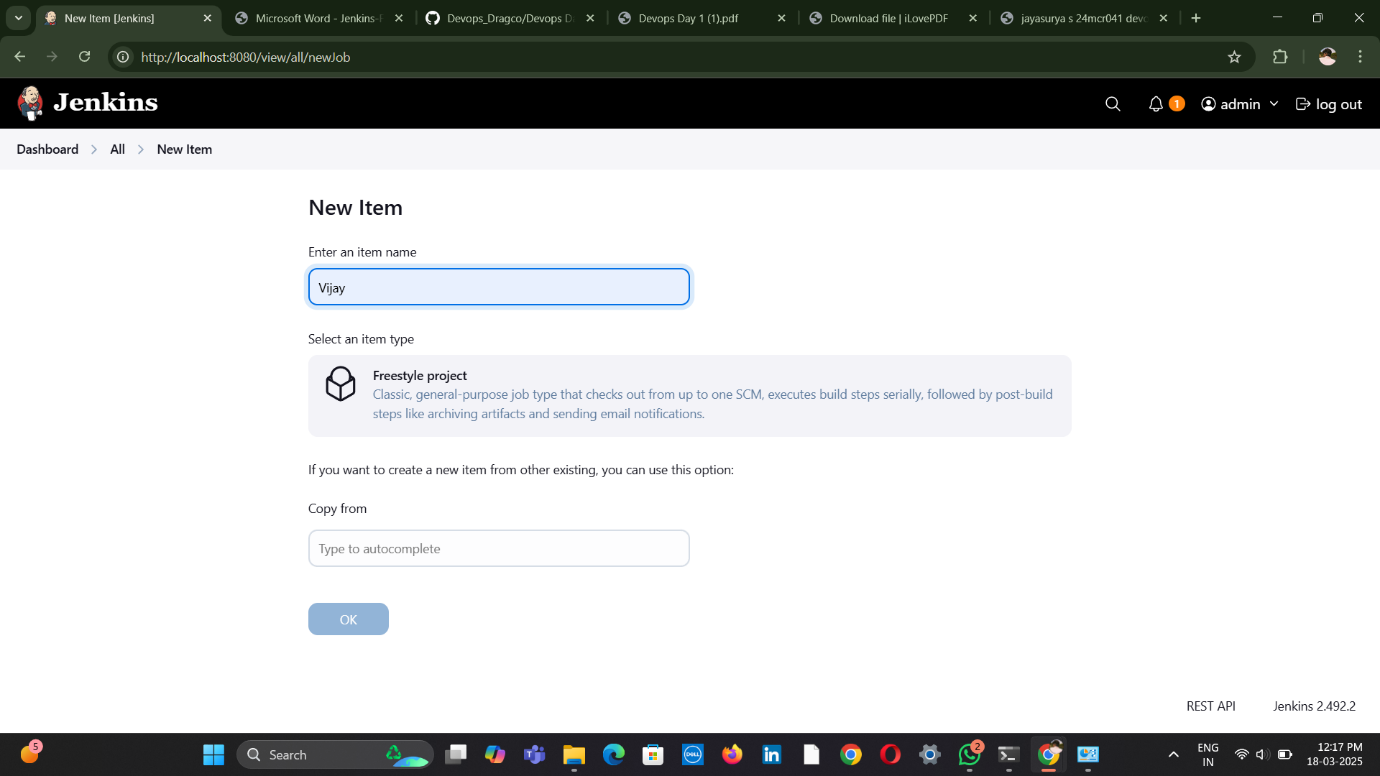 New Item [Jenkins]
Microsoft Word - Jenkins-F
Devops_Dragco/Devops Da
Devops Day 1 (1).pdf
Download file | iLovePDF
jayasurya s 24mcr041 devo
http://localhost:8080/view/all/newJob
Jenkins
1
admin
log out
Dashboard
All
New Item
New Item
Enter an item name
Vijay
Select an item type
Freestyle project
Classic, general-purpose job type that checks out from up to one SCM, executes build steps serially, followed by post-build
steps like archiving artifacts and sending email notifications.
If you want to create a new item from other existing, you can use this option:
Copy from
Type to autocomplete
OK
REST API
Jenkins 2.492.2
5
Search
DELL
2
ENG
IN
12:17 PM
18-03-2025